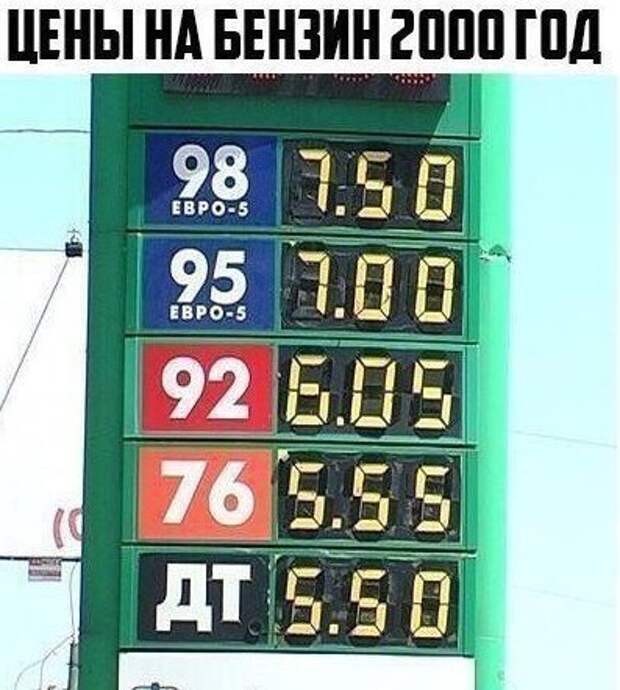 ЦЕНЫ НА БЕНЗИН 2000 ГОД
98 7.50
ЕВРО-5
95 7.00
ЕВРО-5
92 6.05
76 5.55
ДТ 5.50